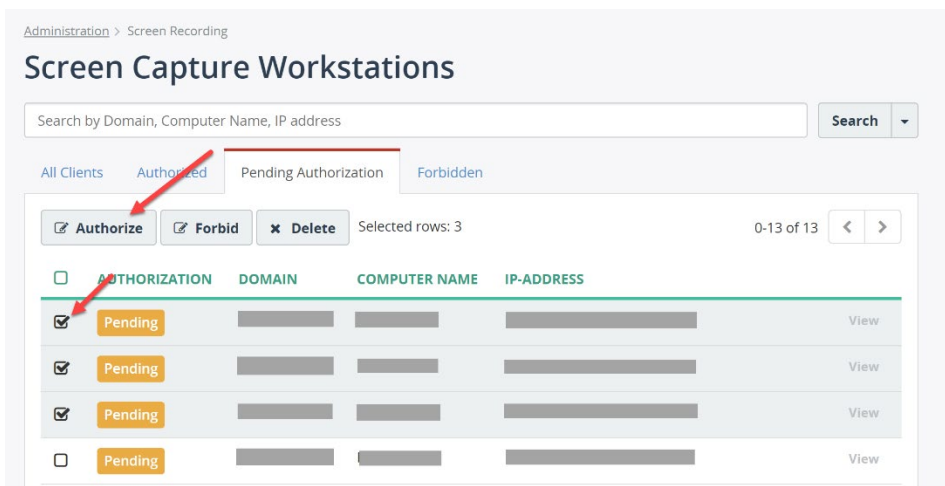 Administration > Screen Recording
Screen Capture Workstations
Search by Domain, Computer Name, IP address Search
All Clients Authorized Pending Authorization Forbidden
Authorize Forbid Delete Selected rows: 3 0-13 of 13
AUTHORIZATION DOMAIN COMPUTER NAME IP-ADDRESS
Pending View
Pending View
Pending View
Pending View